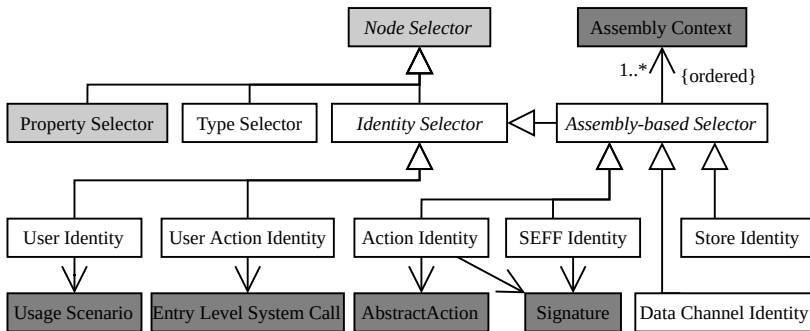 Node Selector
Assembly Context
1..*
{ordered}
Property Selector
Type Selector
Identity Selector
Assembly-based Selector
User Identity
User Action Identity
Action Identity
SEFF Identity
Store Identity
Usage Scenario
Entry Level System Call
AbstractAction
Signature
Data Channel Identity